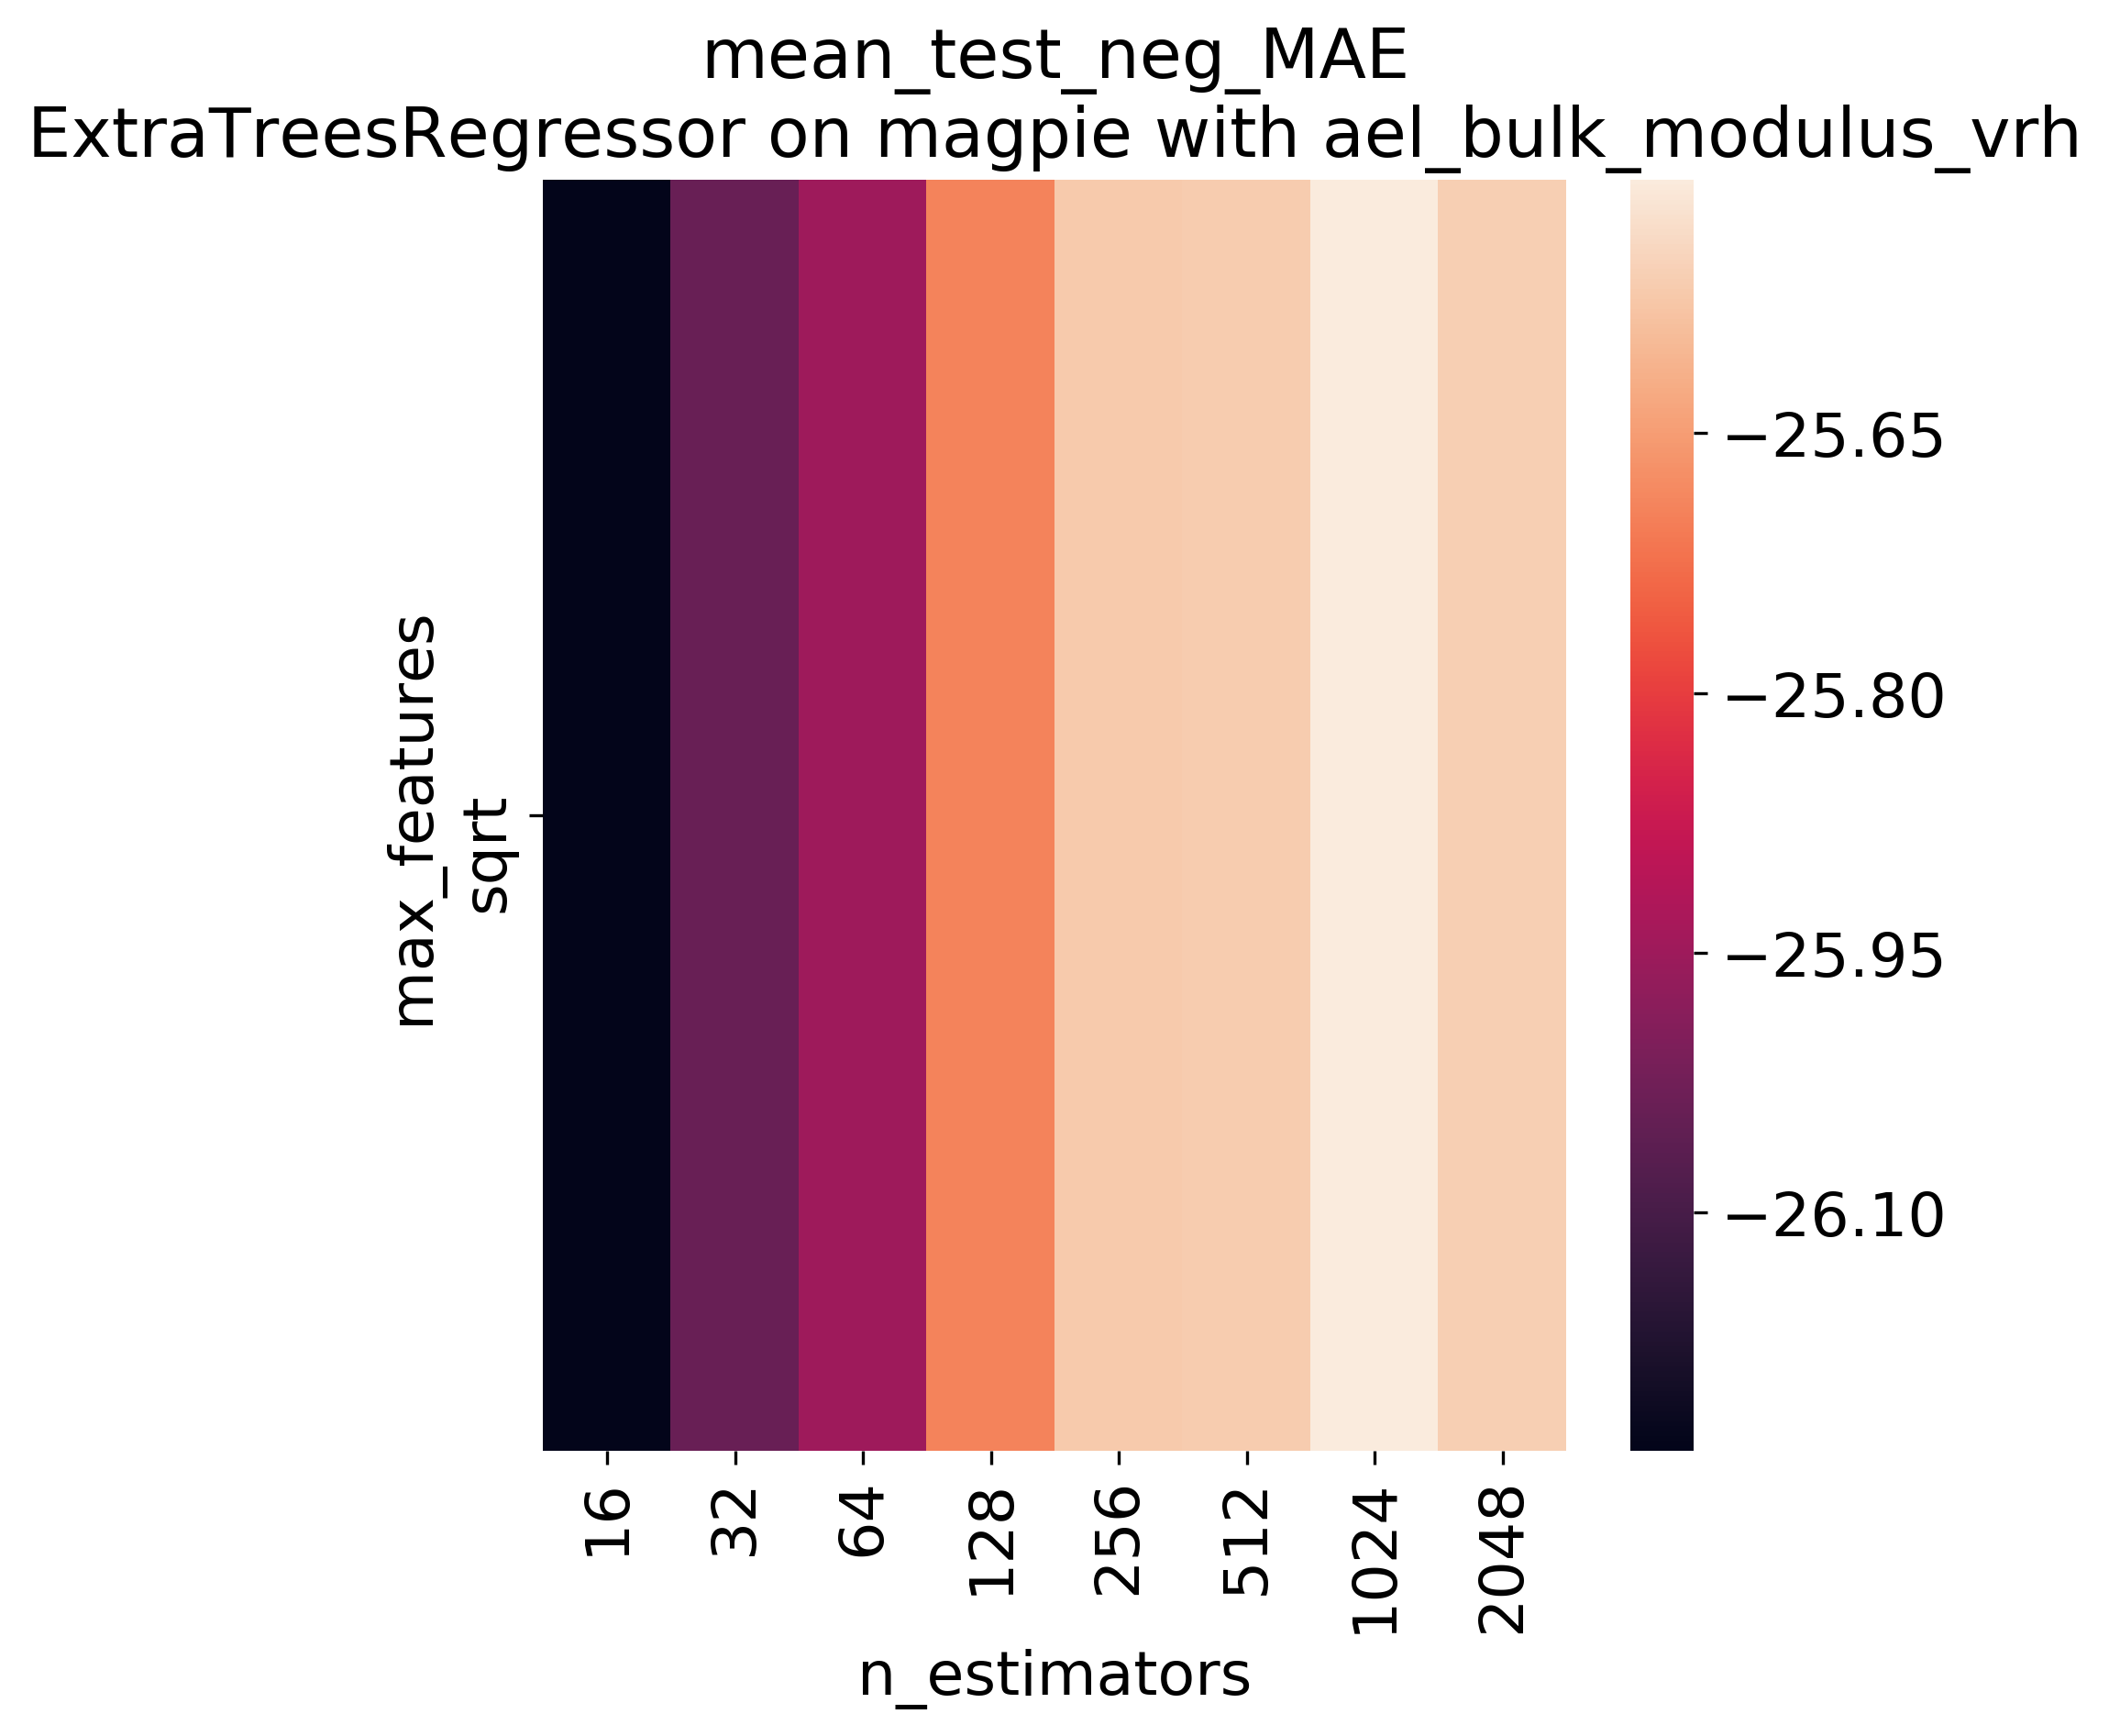 mean_test_neg_MAE
ExtraTreesRegressor on magpie with ael_bulk_modulus_vrh
max_features
sqrt
−25.65
−25.80
−25.95
−26.10
16
32
64
128
256
512
1024
2048
n_estimators